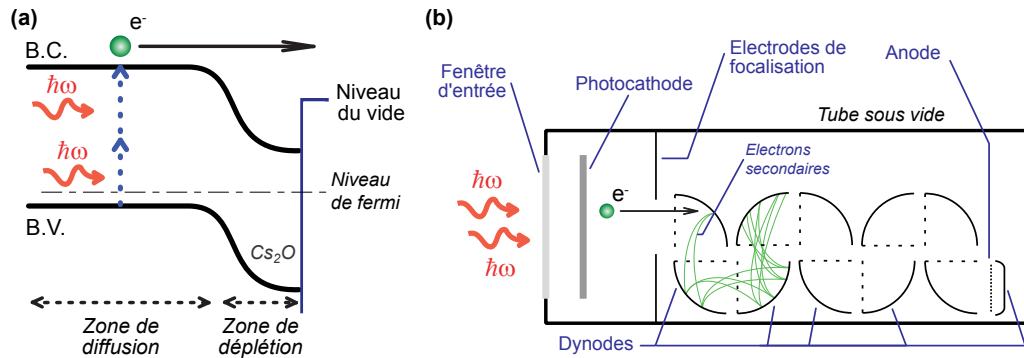 (a)
e-
B.C.
ħω
Niveau
du vide
ħω
Niveau
de fermi
B.V.
Cs2O
Zone de
diffusion
Zone de
déplétion
(b)
Electrodes de
focalisation
Anode
Fenêtre
d'entrée
Photocathode
Tube sous vide
Electrons
secondaires
ħω
e-
ħω
Dynodes